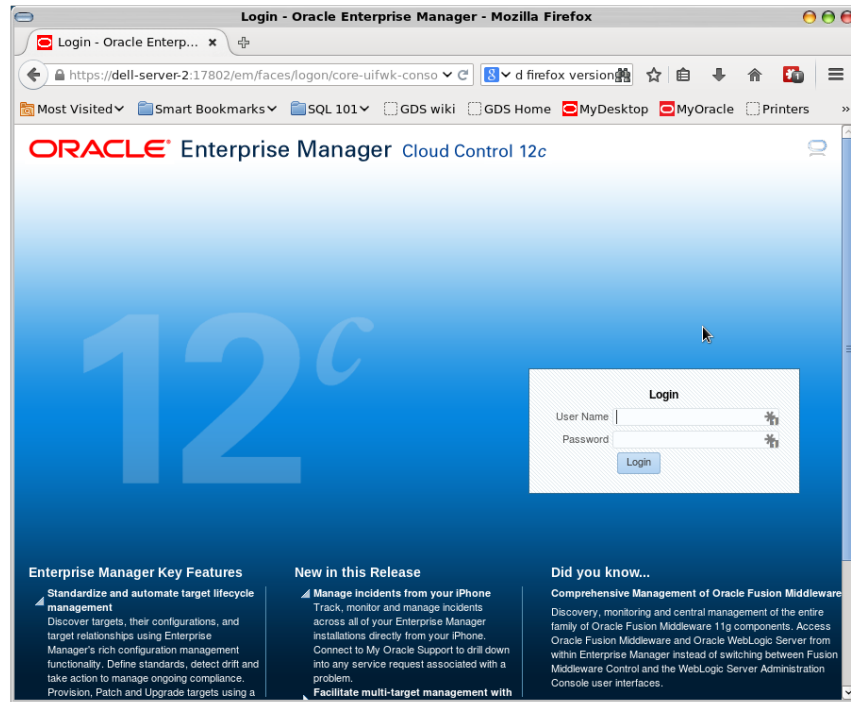 Login - Oracle Enterprise Manager - Mozilla Firefox
Login - Oracle Enterp...
https://dell-server-2:17802/em/faces/logon/core-uifwk-conso
8
d firefox version
Most Visited
Smart Bookmarks
SQL 101
GDS wiki
GDS Home
MyDesktop
MyOracle
Printers
»
ORACLE® Enterprise Manager Cloud Control 12c
12c
Login
User Name
Password
Login
Enterprise Manager Key Features
Standardize and automate target lifecycle
management
Discover targets, their configurations, and
target relationships using Enterprise
Manager's rich configuration management
functionality. Define standards, detect drift and
take action to manage ongoing compliance.
Provision, Patch and Upgrade targets using a
New in this Release
Manage incidents from your iPhone
Track, monitor and manage incidents
across all of your Enterprise Manager
installations directly from your iPhone.
Connect to My Oracle Support to drill down
into any service request associated with a
problem.
Facilitate multi-target management with
Did you know...
Comprehensive Management of Oracle Fusion Middleware
Discovery, monitoring and central management of the entire
family of Oracle Fusion Middleware 11g components. Access
Oracle Fusion Middleware and Oracle WebLogic Server from
within Enterprise Manager instead of switching between Fusion
Middleware Control and the WebLogic Server Administration
Console user interfaces.